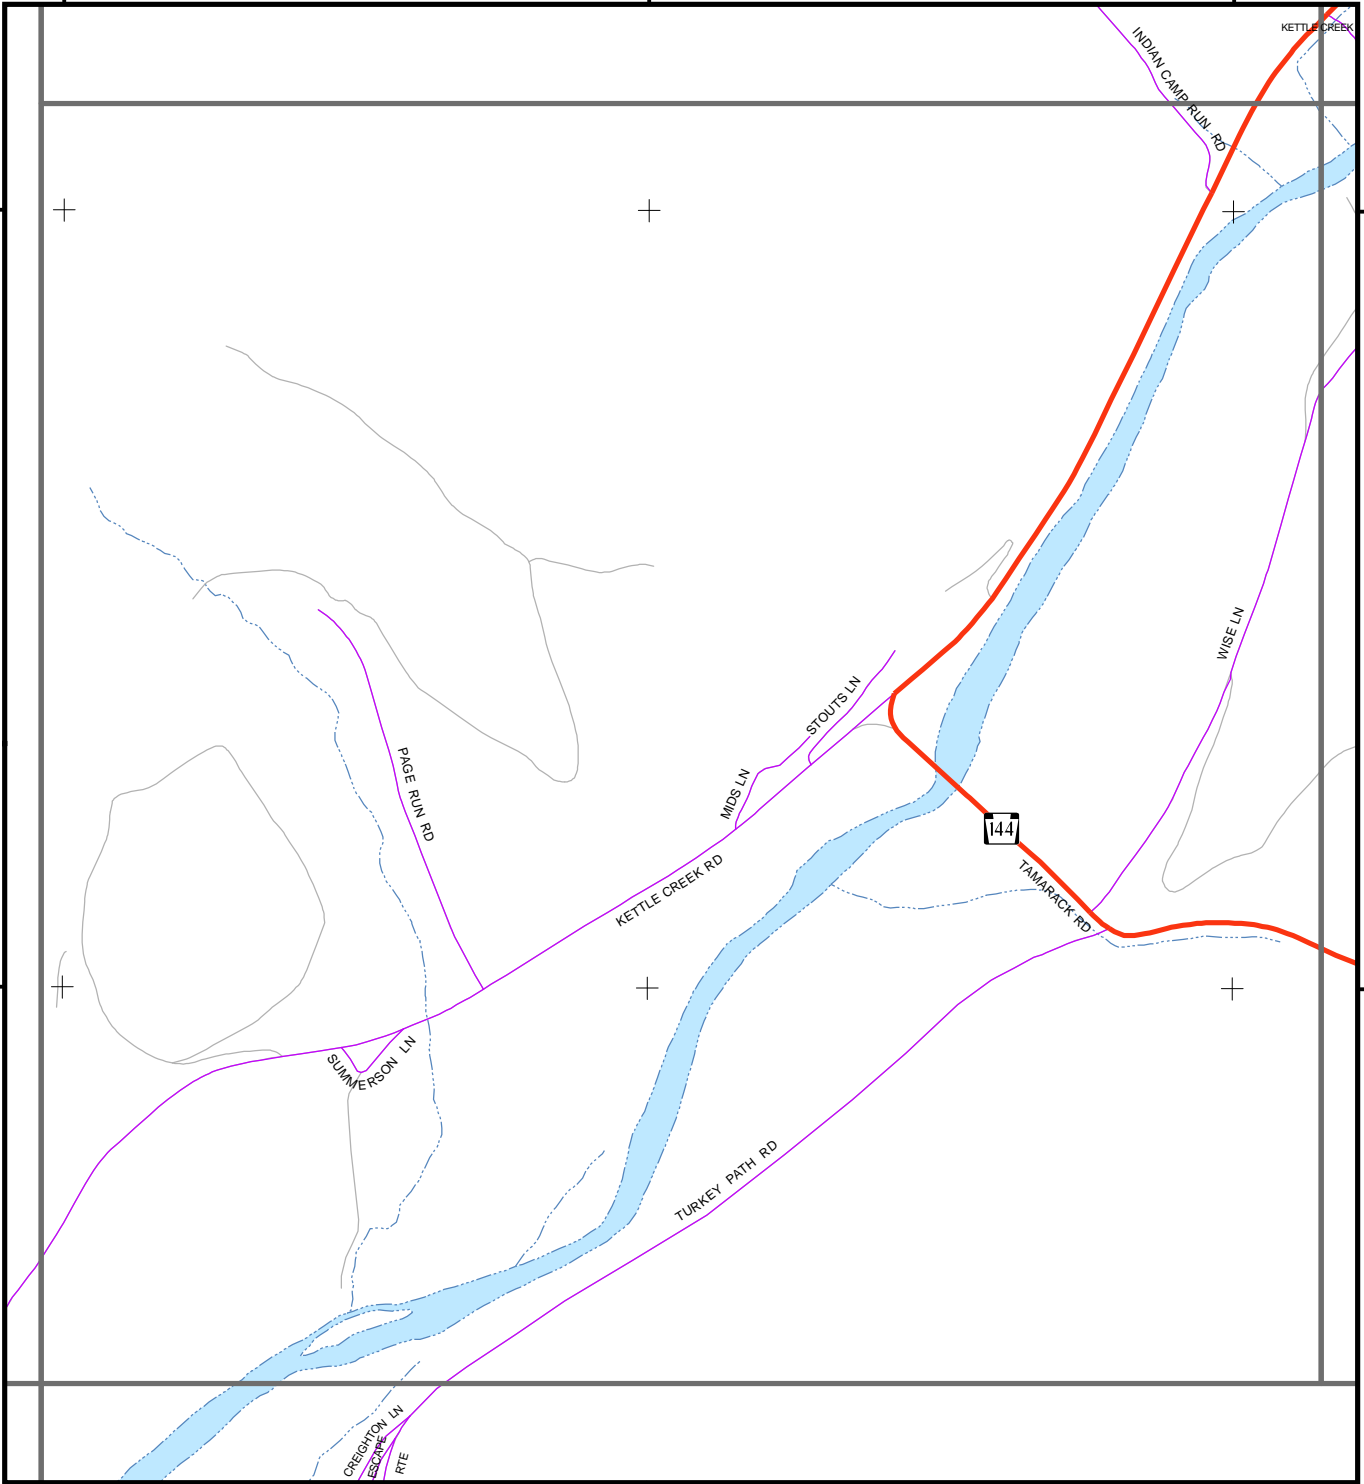 KETTLE CREEK
INDIAN CAMP RUN RD
WISE LN
STOUTS LN
PAGE RUN RD
MIDS LN
144
KETTLE CREEK RD
TAMARACK RD
SUMMERSON LN
TURKEY PATH RD
CREIGHTON LN
ESCAPE
RTE